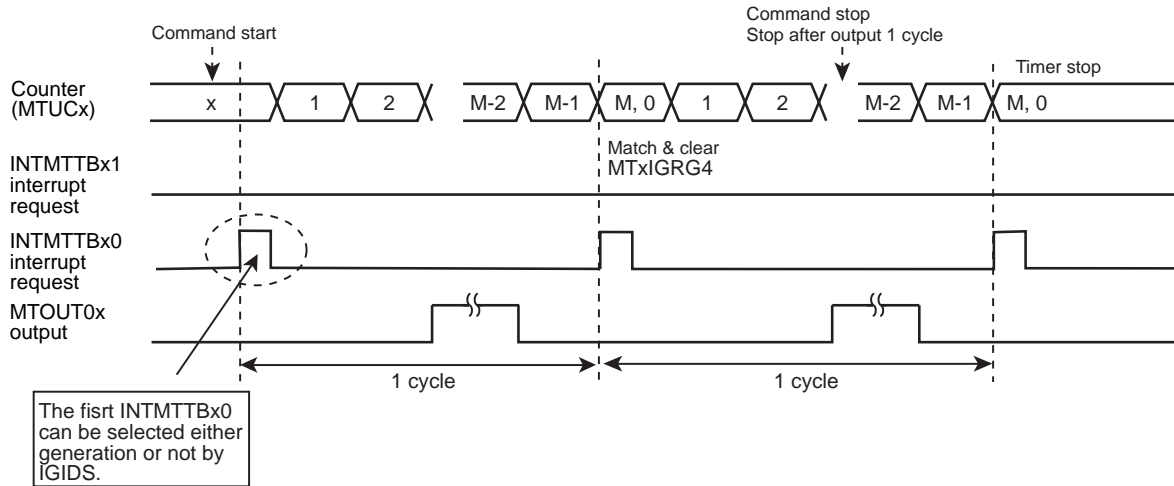 Command start
Command stop
Stop after output 1 cycle
Counter
(MTUCx)
x 1 2 M-2 M-1 M, 0 1 2 M-2 M-1 M, 0
Timer stop
Match & clear
MTxIGRG4
INTMTTBx1
interrupt
request
INTMTTBx0
interrupt
request
MTOUT0x
output
1 cycle 1 cycle
The fisrt INTMTTBx0
can be selected either
generation or not by
IGIDS.